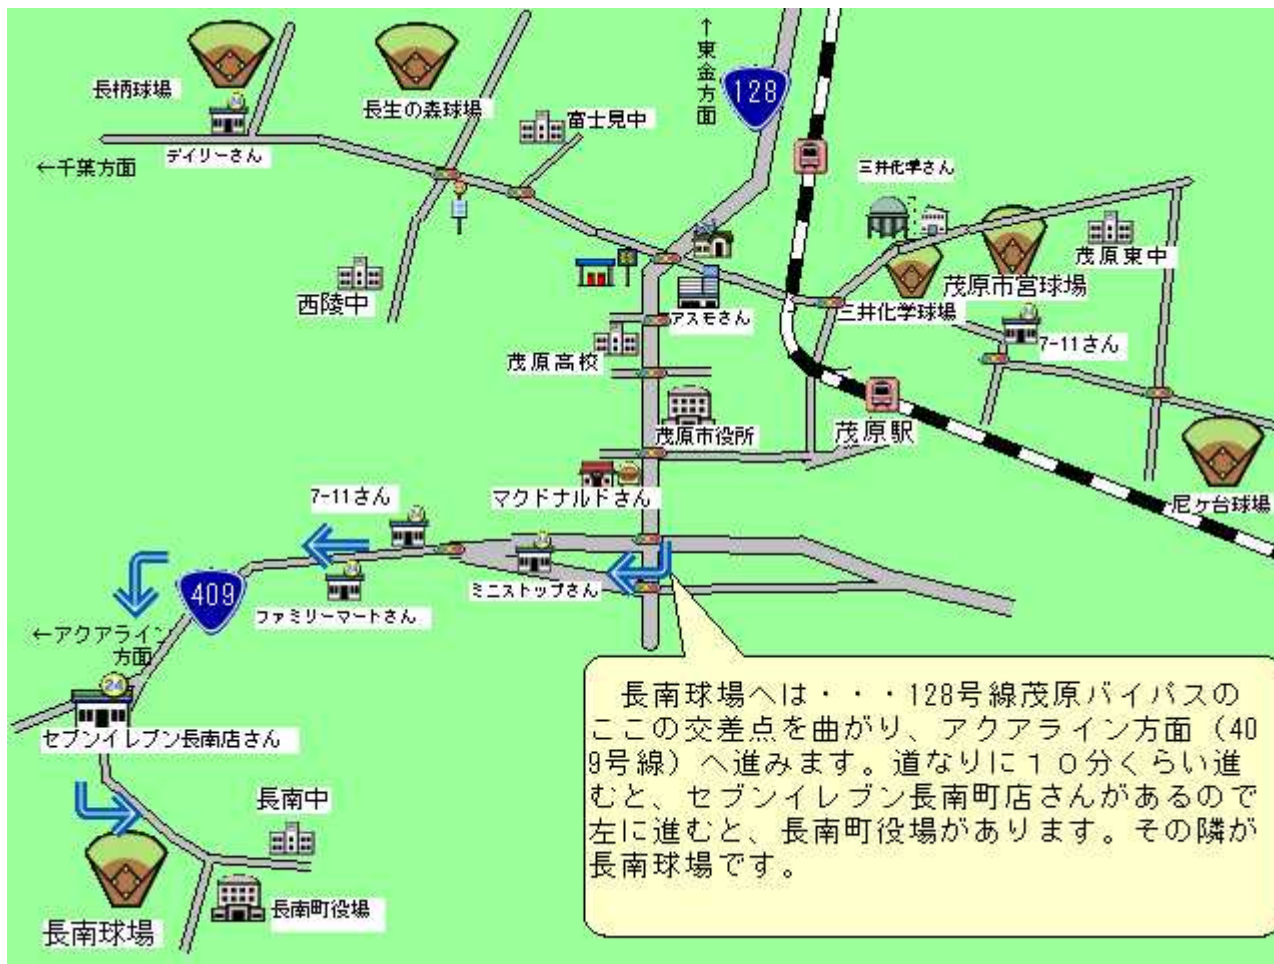 ↑東金方面
128
長柄球場
長生の森球場
富士見中
デイリーさん
←千葉方面
三井化学さん
茂原東中
茂原市宮球場
西陵中
三井化学球場
アスモさん
7-11さん
茂原高校
茂原市役所
茂原駅
マクドナルドさん
7-11さん
尼ヶ台球場
ミニストップさん
409
ファミリーマートさん
←アクアライン
方面
24
セブンイレブン長南店さん
長南球場へは・・・128号線茂原バイパスの
ここの交差点を曲がり、アクアライン方面（40
9号線）へ進みます。道なりに１０分くらい進
むと、セブンイレブン長南町店さんがあるので
左に進むと、長南町役場があります。その隣が
長南球場です。
長南中
長南町役場
長南球場